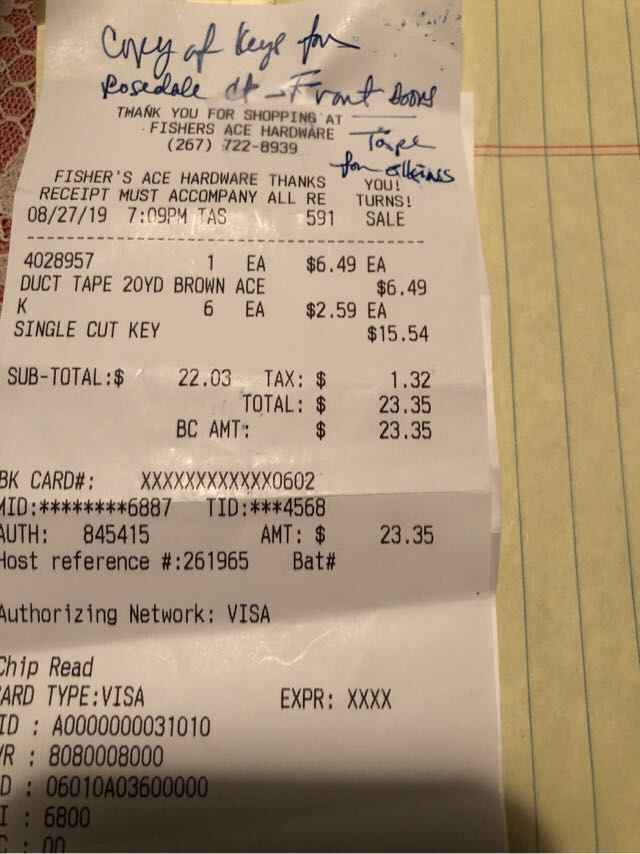 Copy of Keys for
Rosedale ct - Front Doors
THANK YOU FOR SHOPPING AT
FISHERS ACE HARDWARE
(267) 722-8939
Tape
for elkins
FISHER'S ACE HARDWARE THANKS YOU!
RECEIPT MUST ACCOMPANY ALL RE TURNS!
08/27/19 7:09PM TAS 591 SALE
4028957 1 EA $6.49 EA
DUCT TAPE 20YD BROWN ACE $6.49
K 6 EA $2.59 EA
SINGLE CUT KEY $15.54
SUB-TOTAL:$ 22.03 TAX: $ 1.32
TOTAL: $ 23.35
BC AMT: $ 23.35
BK CARD#: XXXXXXXXXXXX0602
MID:********6887 TID:***4568
AUTH: 845415 AMT: $ 23.35
Host reference #:261965 Bat#
Authorizing Network: VISA
Chip Read
CARD TYPE:VISA EXPR: XXXX
ID : A0000000031010
VR : 8080008000
D : 06010A03600000
I : 6800
C : 00